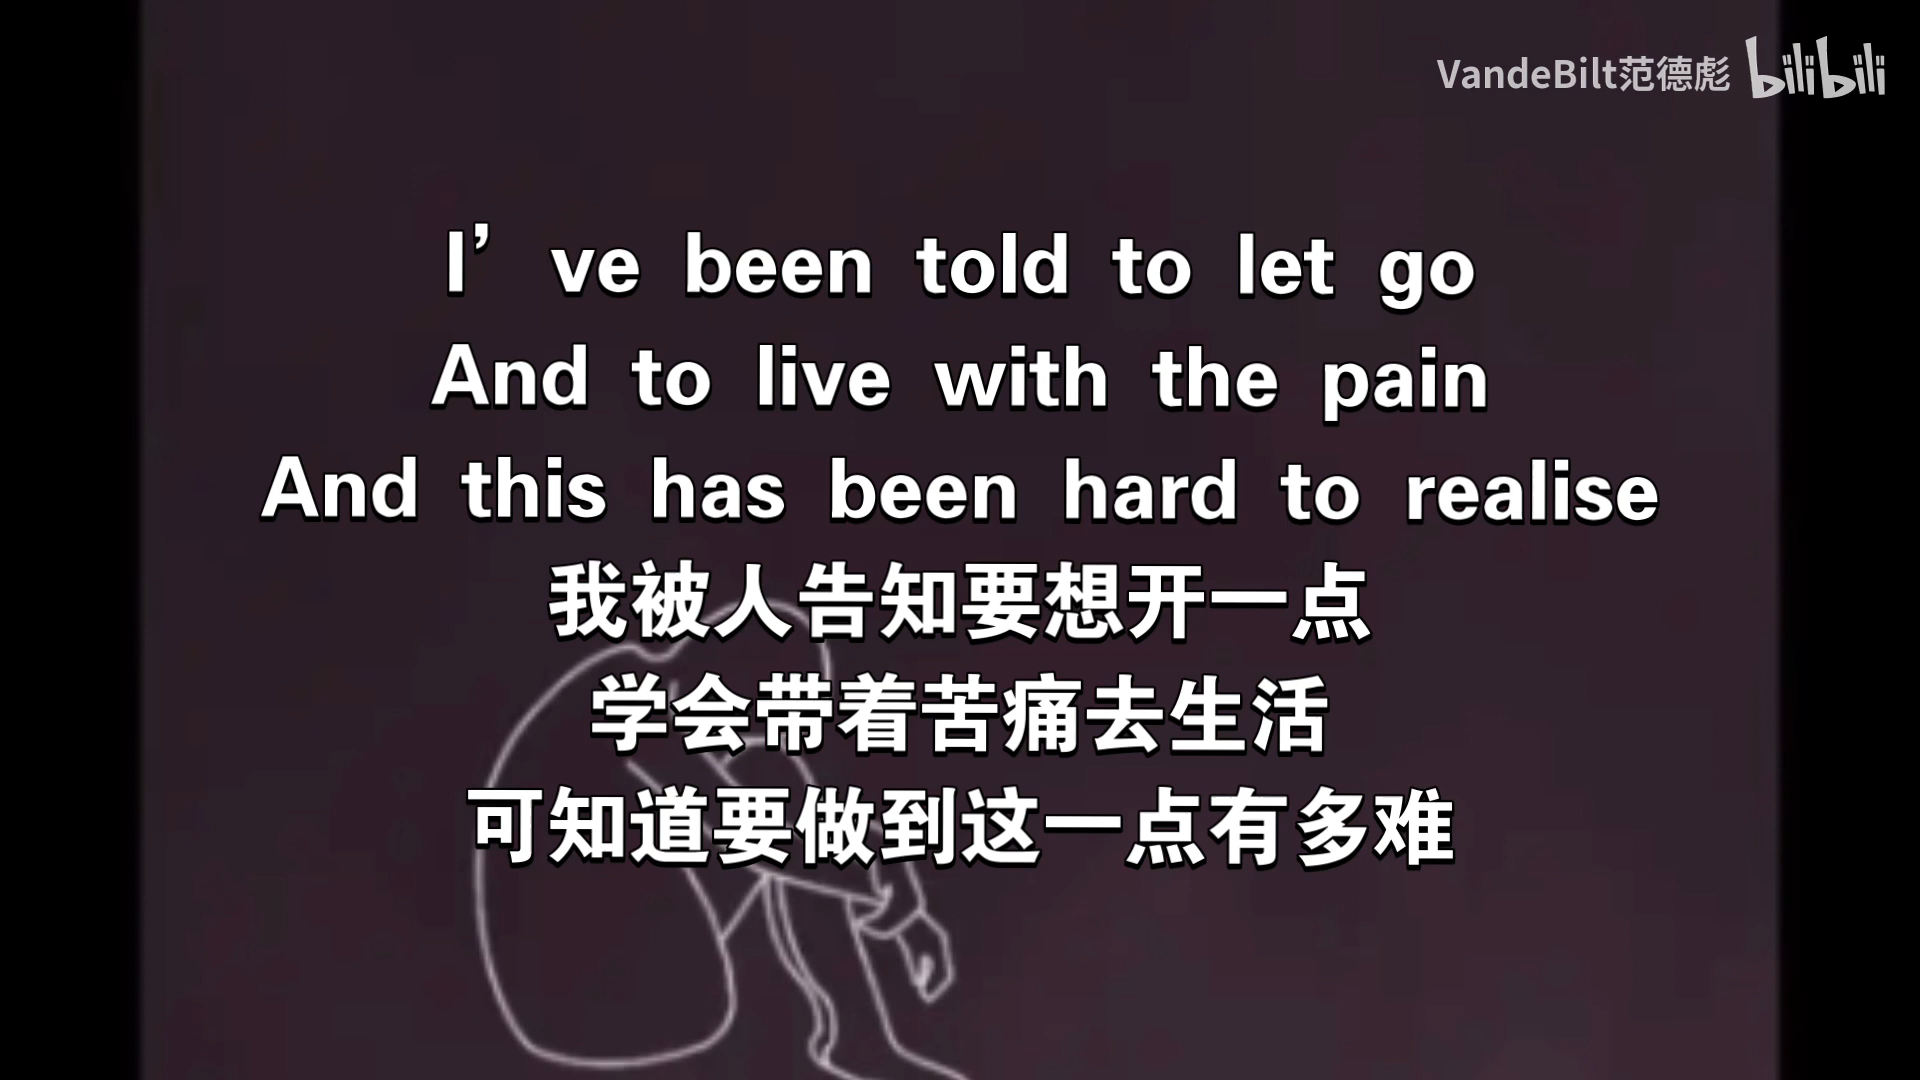 VandeBilt范德彪 bilibili
I’ve been told to let go
And to live with the pain
And this has been hard to realise
我被人告知要想开一点
学会带着苦痛去生活
可知道要做到这一点有多难